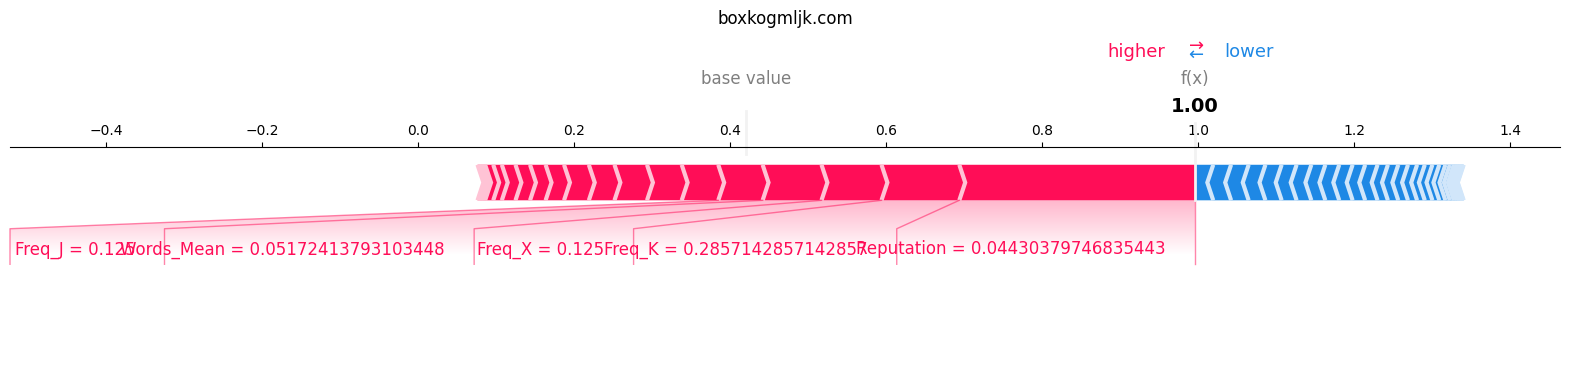 boxkogmljk.com
higher → ← lower
base value f(x)
1.00
−0.4 −0.2 0.0 0.2 0.4 0.6 0.8 1.0 1.2 1.4
Freq_J = 0.125 Words_Mean = 0.05172413793103448 Freq_X = 0.125 Freq_K = 0.2857142857142857 Reputation = 0.04430379746835443